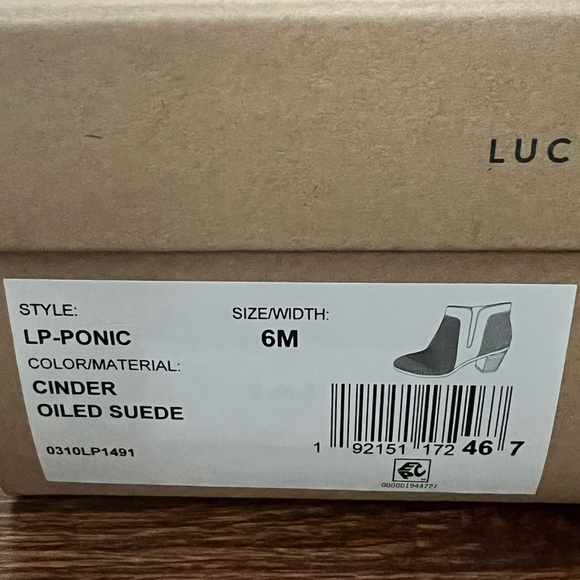 LUC
STYLE: SIZE/WIDTH:
LP-PONIC 6M
COLOR/MATERIAL:
CINDER
OILED SUEDE
0310LP1491
1 92151 172 46 7